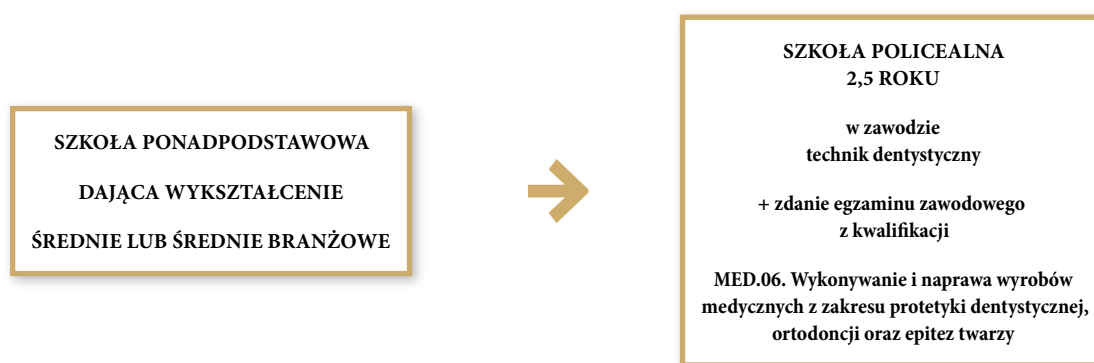 SZKOŁA PONADPODSTAWOWA
DAJĄCA WYKSZTAŁCENIE
ŚREDNIE LUB ŚREDNIE BRANŻOWE
SZKOŁA POLICEALNA
2,5 ROKU
w zawodzie
technik dentystyczny
+ zdanie egzaminu zawodowego
z kwalifikacji
MED.06. Wykonywanie i naprawa wyrobów
medycznych z zakresu protetyki dentystycznej,
ortodoncji oraz epitez twarzy